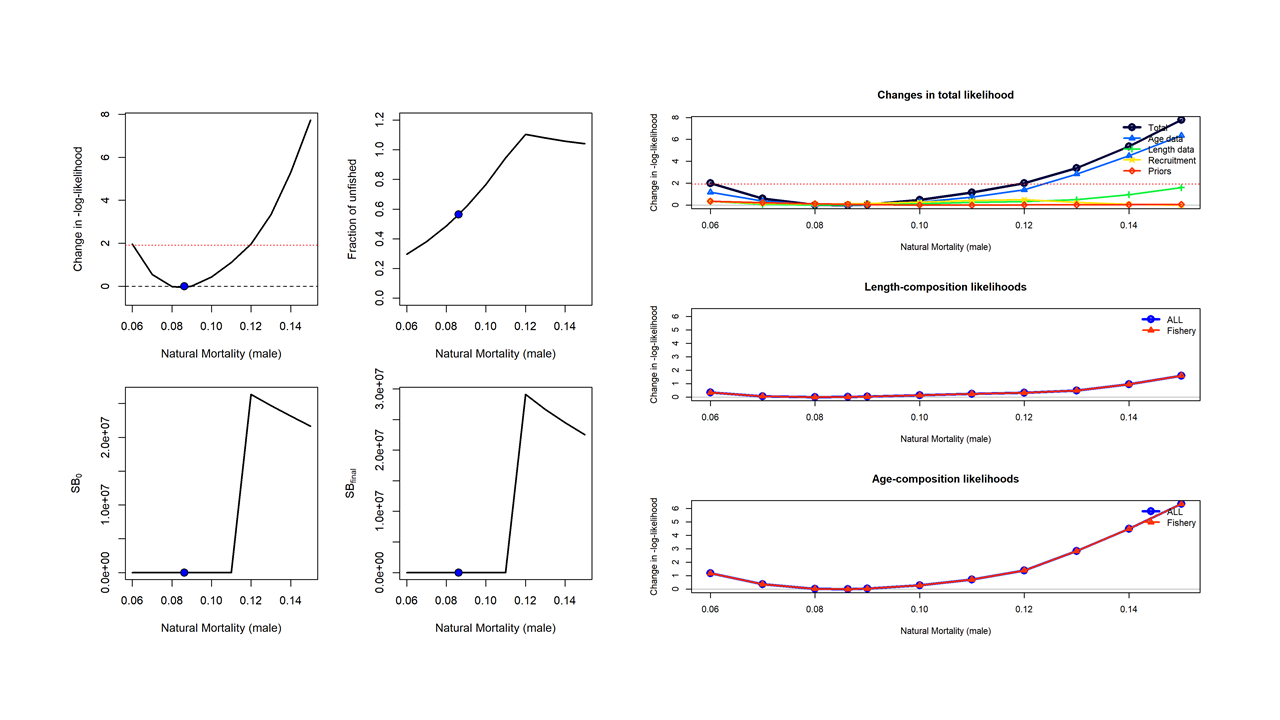 Change in -log-likelihood
8
6
4
2
0
0.06 0.08 0.10 0.12 0.14
Natural Mortality (male)
Fraction of unfished
1.2
1.0
0.8
0.6
0.4
0.2
0.0
0.06 0.08 0.10 0.12 0.14
Natural Mortality (male)
SB0
2.0e+07
1.0e+07
0.0e+00
0.06 0.08 0.10 0.12 0.14
Natural Mortality (male)
SBfinal
3.0e+07
2.0e+07
1.0e+07
0.0e+00
0.06 0.08 0.10 0.12 0.14
Natural Mortality (male)
Changes in total likelihood
Change in -log-likelihood
8
6
4
2
0
Total
Age data
Length data
Recruitment
Priors
0.06 0.08 0.10 0.12 0.14
Natural Mortality (male)
Length-composition likelihoods
Change in -log-likelihood
6
5
4
3
2
1
0
ALL
Fishery
0.06 0.08 0.10 0.12 0.14
Natural Mortality (male)
Age-composition likelihoods
Change in -log-likelihood
6
5
4
3
2
1
0
ALL
Fishery
0.06 0.08 0.10 0.12 0.14
Natural Mortality (male)